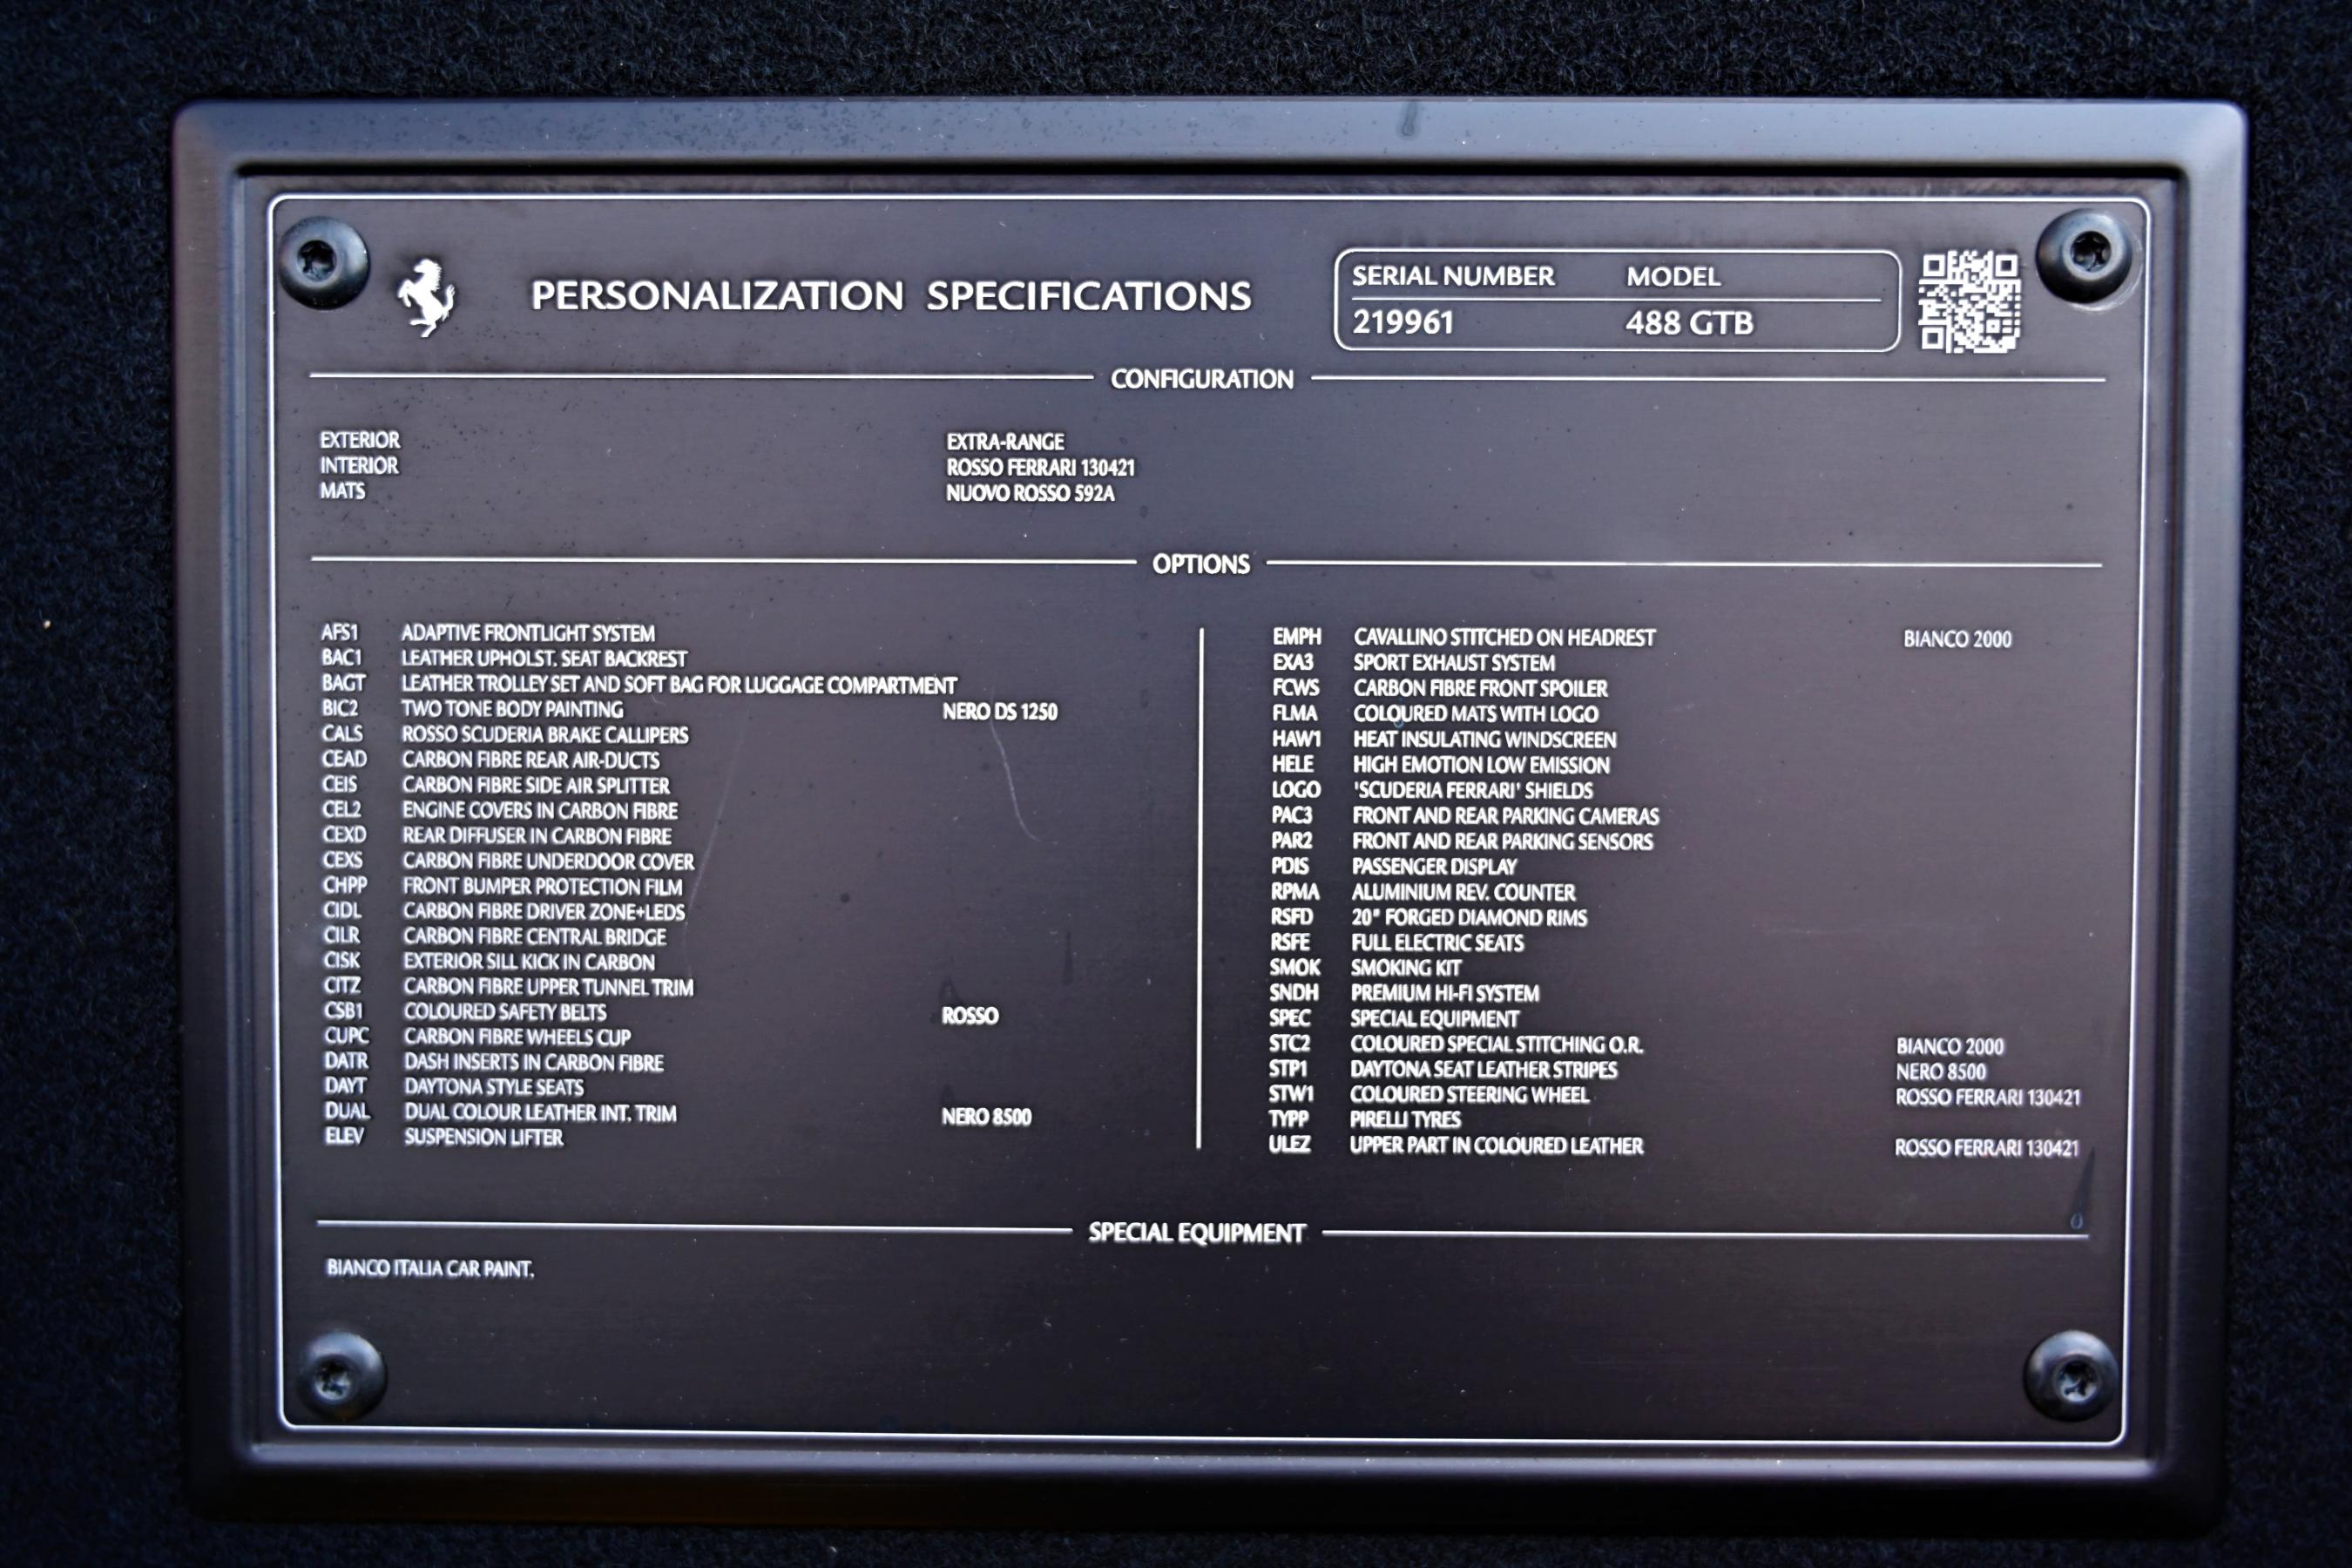 PERSONALIZATION SPECIFICATIONS
SERIAL NUMBER MODEL
219961 488 GTB
CONFIGURATION
EXTERIOR EXTRA-RANGE
INTERIOR ROSSO FERRARI 130421
MATS NUOVO ROSSO 592A
OPTIONS
AFS1 ADAPTIVE FRONTLIGHT SYSTEM
BAC1 LEATHER UPHOLST. SEAT BACKREST
BAGT LEATHER TROLLEY SET AND SOFT BAG FOR LUGGAGE COMPARTMENT
BIC2 TWO TONE BODY PAINTING NERO DS 1250
CALS ROSSO SCUDERIA BRAKE CALLIPERS
CEAD CARBON FIBRE REAR AIR-DUCTS
CEIS CARBON FIBRE SIDE AIR SPLITTER
CEL2 ENGINE COVERS IN CARBON FIBRE
CEXD REAR DIFFUSER IN CARBON FIBRE
CEXS CARBON FIBRE UNDERDOOR COVER
CHPP FRONT BUMPER PROTECTION FILM
CIDL CARBON FIBRE DRIVER ZONE+LEDS
CILR CARBON FIBRE CENTRAL BRIDGE
CISK EXTERIOR SILL KICK IN CARBON
CITZ CARBON FIBRE UPPER TUNNEL TRIM
CSB1 COLOURED SAFETY BELTS ROSSO
CUPC CARBON FIBRE WHEELS CUP
DATR DASH INSERTS IN CARBON FIBRE
DAYT DAYTONA STYLE SEATS
DUAL DUAL COLOUR LEATHER INT. TRIM NERO 8500
ELEV SUSPENSION LIFTER
EMPH CAVALLINO STITCHED ON HEADREST BIANCO 2000
EXA3 SPORT EXHAUST SYSTEM
FCWS CARBON FIBRE FRONT SPOILER
FLMA COLOURED MATS WITH LOGO
HAW1 HEAT INSULATING WINDSCREEN
HELE HIGH EMOTION LOW EMISSION
LOGO 'SCUDERIA FERRARI' SHIELDS
PAC3 FRONT AND REAR PARKING CAMERAS
PAR2 FRONT AND REAR PARKING SENSORS
PDIS PASSENGER DISPLAY
RPMA ALUMINIUM REV. COUNTER
RSFD 20" FORGED DIAMOND RIMS
RSFE FULL ELECTRIC SEATS
SMOK SMOKING KIT
SNDH PREMIUM HI-FI SYSTEM
SPEC SPECIAL EQUIPMENT
STC2 COLOURED SPECIAL STITCHING O.R. BIANCO 2000
STP1 DAYTONA SEAT LEATHER STRIPES NERO 8500
STW1 COLOURED STEERING WHEEL ROSSO FERRARI 130421
TYPP PIRELLI TYRES
ULEZ UPPER PART IN COLOURED LEATHER ROSSO FERRARI 130421
SPECIAL EQUIPMENT
BIANCO ITALIA CAR PAINT.